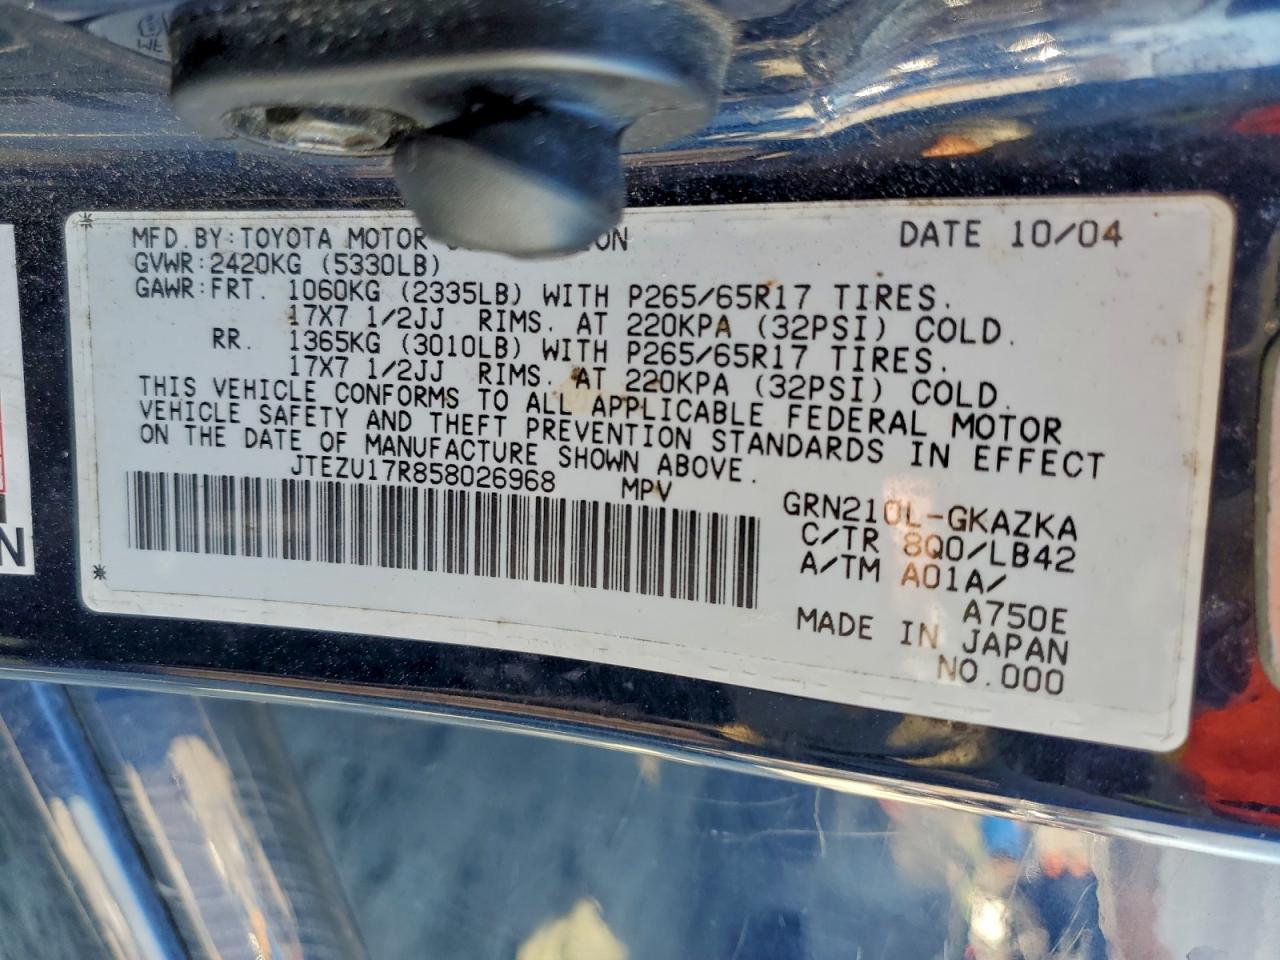 MFD. BY: TOYOTA MOTOR ON DATE 10/04
GVWR: 2420KG (5330LB)
GAWR: FRT. 1060KG (2335LB) WITH P265/65R17 TIRES.
17X7 1/2JJ RIMS. AT 220KPA (32PSI) COLD.
RR. 1365KG (3010LB) WITH P265/65R17 TIRES.
17X7 1/2JJ RIMS. AT 220KPA (32PSI) COLD.
THIS VEHICLE CONFORMS TO ALL APPLICABLE FEDERAL MOTOR
VEHICLE SAFETY AND THEFT PREVENTION STANDARDS IN EFFECT
ON THE DATE OF MANUFACTURE SHOWN ABOVE.
JTEZU17R858026968 MPV
GRN210L-GKAZKA
C/TR 8Q0/LB42
A/TM A01A/
A750E
MADE IN JAPAN
NO.000